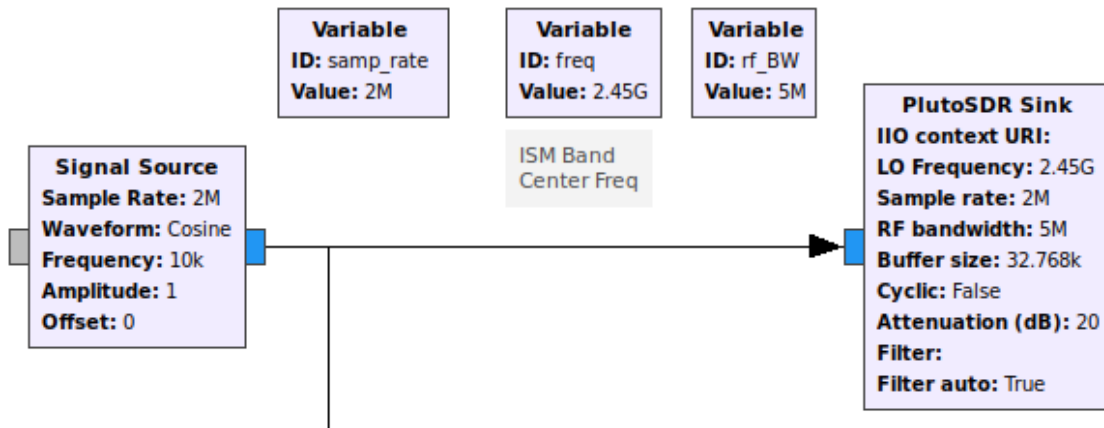 Variable
ID: samp_rate
Value: 2M
Variable
ID: freq
Value: 2.45G
Variable
ID: rf_BW
Value: 5M
ISM Band
Center Freq
Signal Source
Sample Rate: 2M
Waveform: Cosine
Frequency: 10k
Amplitude: 1
Offset: 0
PlutoSDR Sink
IIO context URI:
LO Frequency: 2.45G
Sample rate: 2M
RF bandwidth: 5M
Buffer size: 32.768k
Cyclic: False
Attenuation (dB): 20
Filter:
Filter auto: True